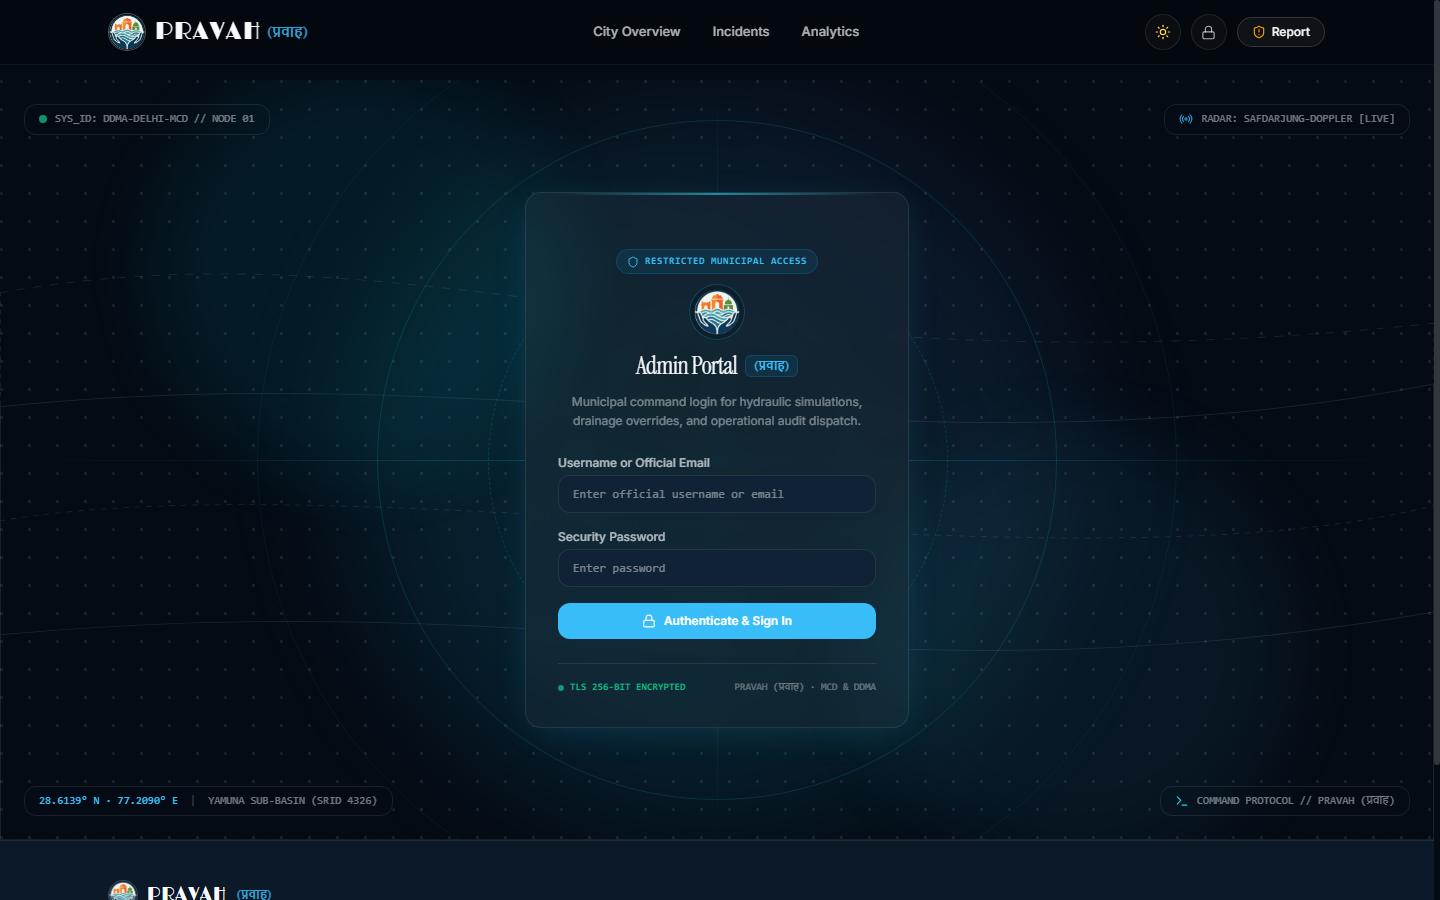 PRAVAH (प्रवाह)
City Overview
Incidents
Analytics
Report
SYS_ID: DDMA-DELHI-MCD // NODE 01
RADAR: SAFDARJUNG-DOPPLER [LIVE]
RESTRICTED MUNICIPAL ACCESS
Admin Portal (प्रवाह)
Municipal command login for hydraulic simulations,
drainage overrides, and operational audit dispatch.
Username or Official Email
Enter official username or email
Security Password
Enter password
Authenticate & Sign In
TLS 256-BIT ENCRYPTED
PRAVAH (प्रवाह) · MCD & DDMA
28.6139° N · 77.2090° E | YAMUNA SUB-BASIN (SRID 4326)
COMMAND PROTOCOL // PRAVAH (प्रवाह)
PRAVAH (प्रवाह)